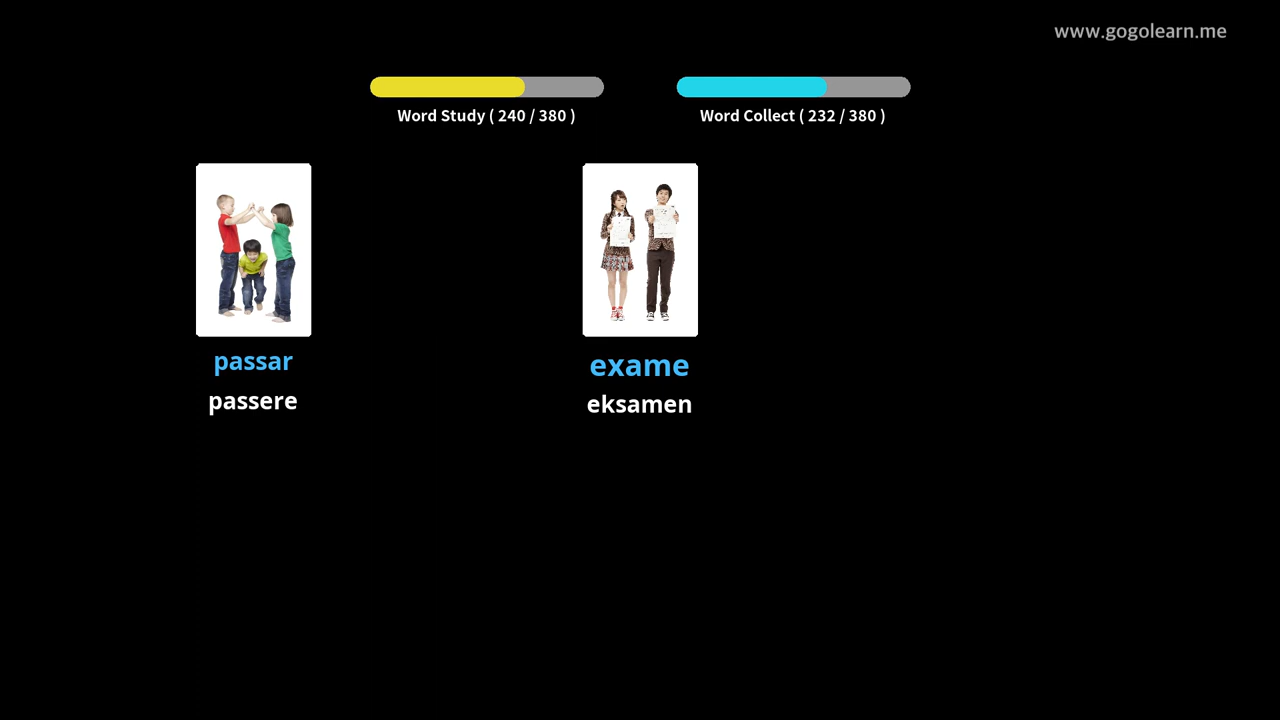 www.gogolearn.me
Word Study ( 240 / 380 )
Word Collect ( 232 / 380 )
passar
passere
exame
eksamen